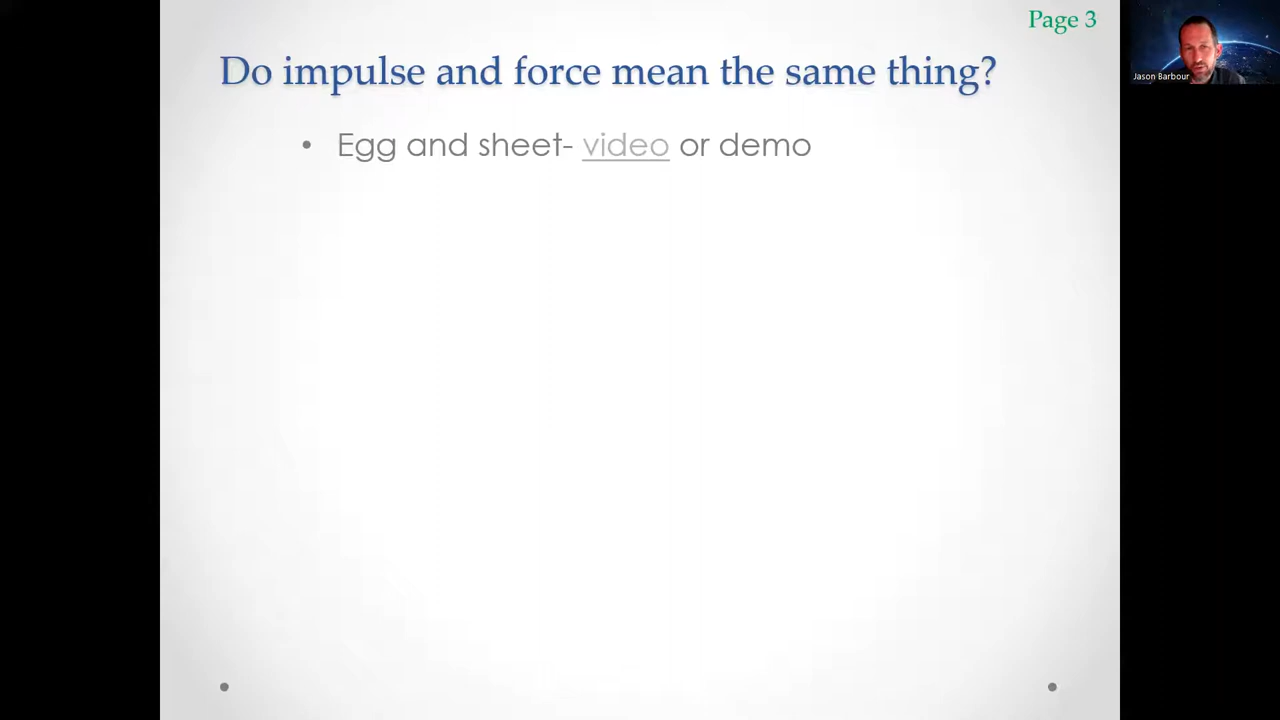 Page 3
Do impulse and force mean the same thing?
• Egg and sheet- video or demo
Jason Barbour